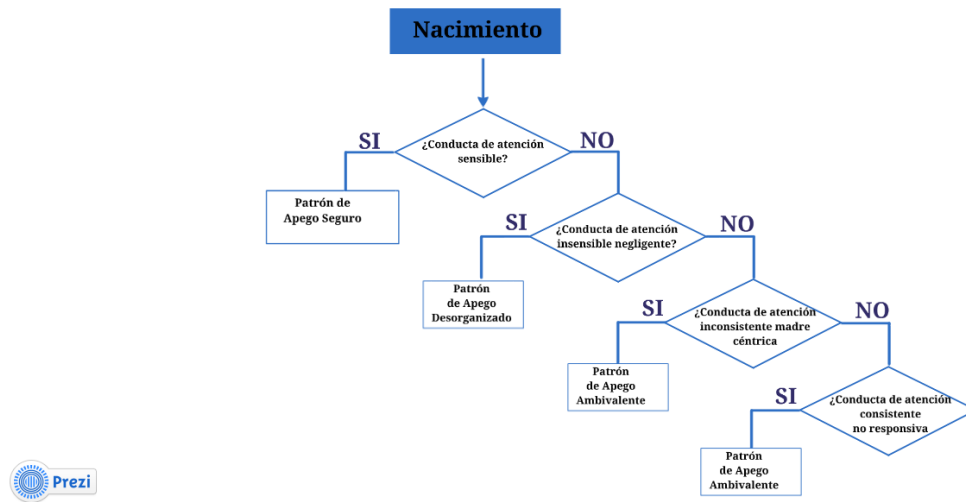 Nacimiento
SI
¿Conducta de atención
sensible?
NO
Patrón de
Apego Seguro
SI
¿Conducta de atención
insensible negligente?
NO
Patrón
de Apego
Desorganizado
SI
¿Conducta de atención
inconsistente madre
céntrica
NO
Patrón
de Apego
Ambivalente
SI
¿Conducta de atención
consistente
no responsiva
Patrón
de Apego
Ambivalente
Prezi